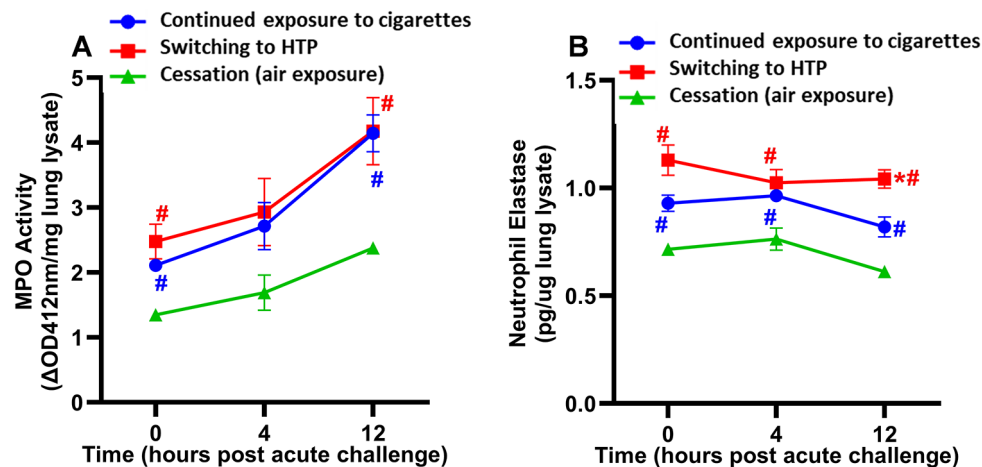 A
Continued exposure to cigarettes
Switching to HTP
Cessation (air exposure)
MPO Activity
(ΔOD412nm/mg lung lysate)
5
4
3
2
1
0
#
#
#
#
0 4 12
Time (hours post acute challenge)
B
Continued exposure to cigarettes
Switching to HTP
Cessation (air exposure)
Neutrophil Elastase
(pg/ug lung lysate)
1.5
1.0
0.5
0.0
#
#
*#
#
#
#
0 4 12
Time (hours post acute challenge)